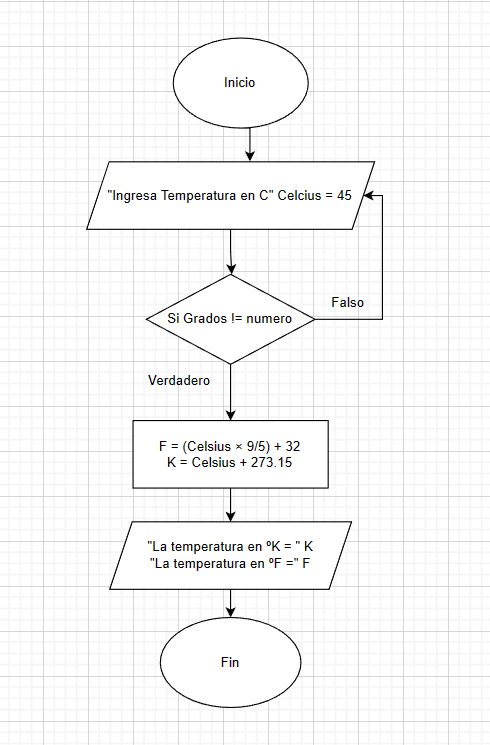 Inicio
"Ingresa Temperatura en C" Celcius = 45
Si Grados != numero
Falso
Verdadero
F = (Celsius × 9/5) + 32
K = Celsius + 273.15
"La temperatura en ºK = " K
"La temperatura en ºF =" F
Fin